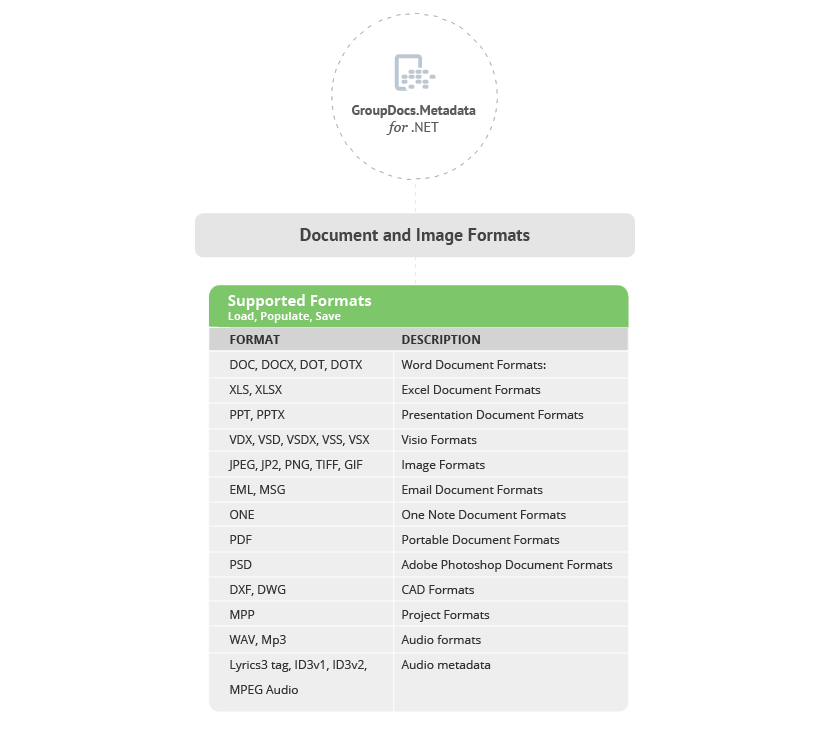 GroupDocs.Metadata
for .NET
Document and Image Formats
Supported Formats
Load, Populate, Save
FORMAT DESCRIPTION
DOC, DOCX, DOT, DOTX Word Document Formats:
XLS, XLSX Excel Document Formats
PPT, PPTX Presentation Document Formats
VDX, VSD, VSDX, VSS, VSX Visio Formats
JPEG, JP2, PNG, TIFF, GIF Image Formats
EML, MSG Email Document Formats
ONE One Note Document Formats
PDF Portable Document Formats
PSD Adobe Photoshop Document Formats
DXF, DWG CAD Formats
MPP Project Formats
WAV, Mp3 Audio formats
Lyrics3 tag, ID3v1, ID3v2, Audio metadata
MPEG Audio